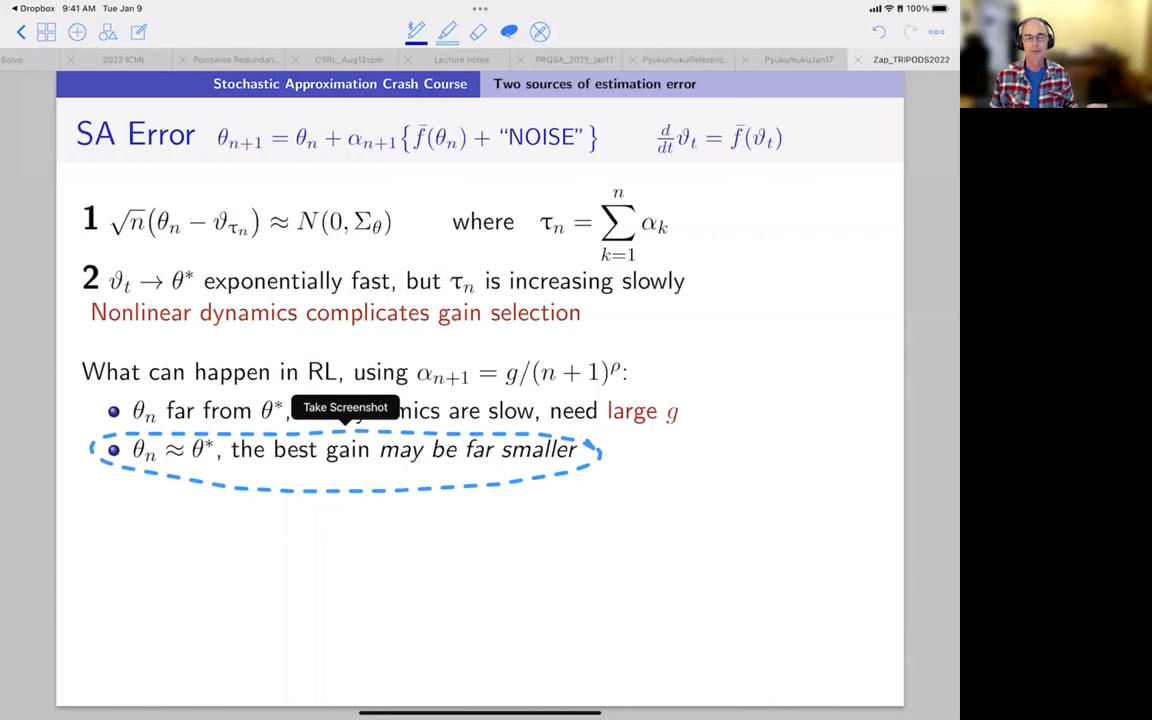 Dropbox 9:41 AM Tue Jan 9 100%
Solvo 2022 ICML Pointwise Redundan... CSRL_Aug12spm Lecture notes PRQSA_2021_jan11 PyukumukuReferenc... PyukumukuJan17 Zap_TRIPODS2022
Stochastic Approximation Crash Course Two sources of estimation error
SA Error θ_{n+1} = θ_n + α_{n+1}{f̄(θ_n) + “NOISE”} d/dt ϑ_t = f̄(ϑ_t)
1 √n(θ_n − ϑ_{τ_n}) ≈ N(0, Σ_θ) where τ_n = ∑_{k=1}^{n} α_k
2 ϑ_t → θ* exponentially fast, but τ_n is increasing slowly
Nonlinear dynamics complicates gain selection
What can happen in RL, using α_{n+1} = g/(n + 1)^ρ:
θ_n far from θ*, Take Screenshot mics are slow, need large g
θ_n ≈ θ*, the best gain may be far smaller